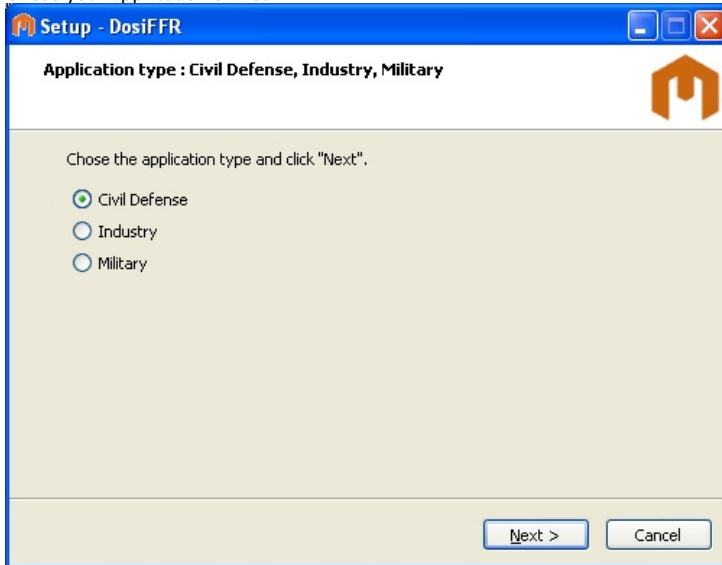 Setup - DosiFFR
Application type : Civil Defense, Industry, Military
Chose the application type and click "Next".
Civil Defense
Industry
Military
Next >
Cancel